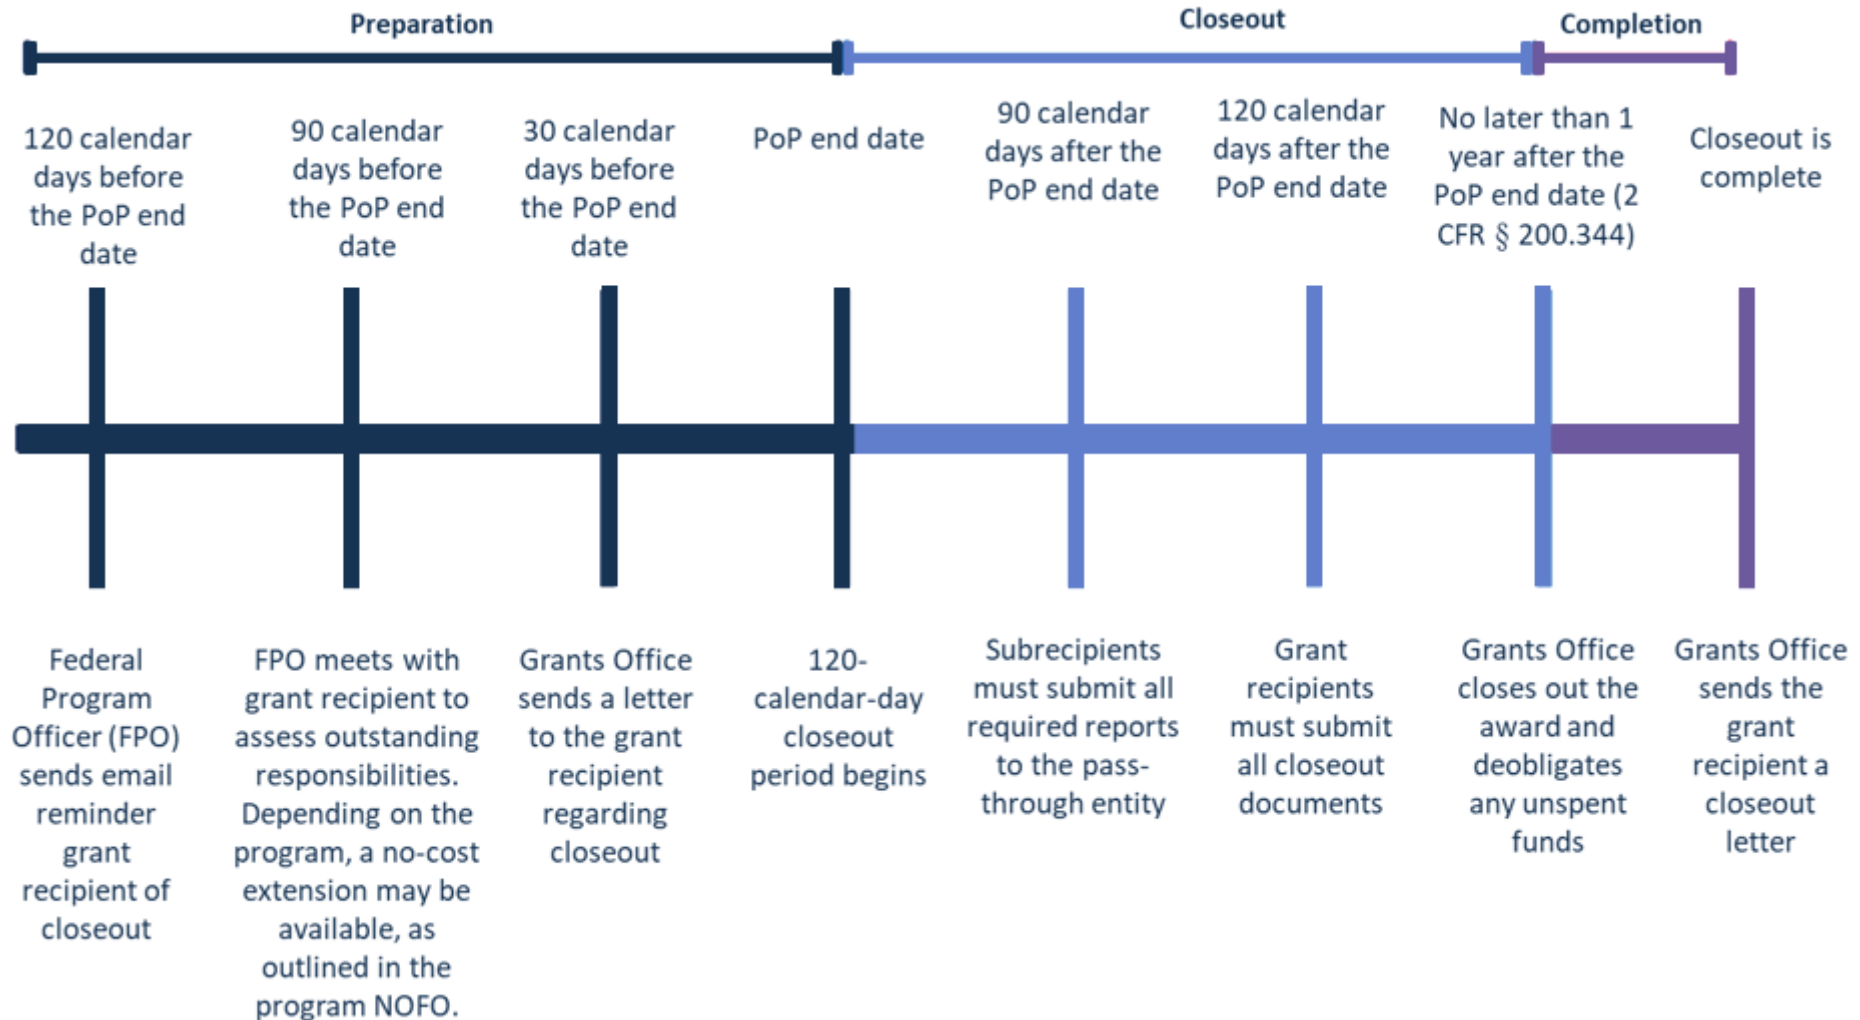 Preparation
Closeout
Completion
120 calendar
days before
the PoP end
date
90 calendar
days before
the PoP end
date
30 calendar
days before
the PoP end
date
PoP end date
90 calendar
days after the
PoP end date
120 calendar
days after the
PoP end date
No later than 1
year after the
PoP end date (2
CFR § 200.344)
Closeout is
complete
Federal
Program
Officer (FPO)
sends email
reminder
grant
recipient of
closeout
FPO meets with
grant recipient to
assess outstanding
responsibilities.
Depending on the
program, a no-cost
extension may be
available, as
outlined in the
program NOFO.
Grants Office
sends a letter
to the grant
recipient
regarding
closeout
120-
calendar-day
closeout
period begins
Subrecipients
must submit all
required reports
to the pass-
through entity
Grant
recipients
must submit
all closeout
documents
Grants Office
closes out the
award and
deobligates
any unspent
funds
Grants Office
sends the
grant
recipient a
closeout
letter